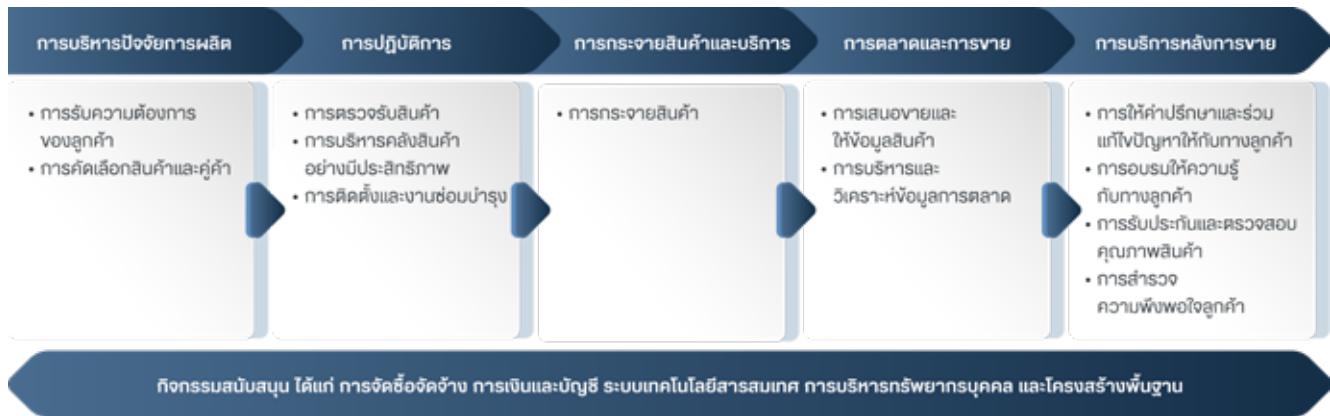 การบริหารปัจจัยการผลิต
การปฏิบัติการ
การกระจายสินค้าและบริการ
การตลาดและการขาย
การบริการหลังการขาย
• การรับความต้องการ
ของลูกค้า
• การคัดเลือกสินค้าและคู่ค้า
• การตรวจรับสินค้า
• การบริหารคลังสินค้า
อย่างมีประสิทธิภาพ
• การติดตั้งและงานซ่อมบำรุง
• การกระจายสินค้า
• การเสนอขายและ
ให้ข้อมูลสินค้า
• การบริหารและ
วิเคราะห์ข้อมูลการตลาด
• การให้คำปรึกษาและร่วม
แก้ไขปัญหาให้กับทางลูกค้า
• การอบรมให้ความรู้
กับทางลูกค้า
• การรับประกันและตรวจสอบ
คุณภาพสินค้า
• การสำรวจ
ความพึงพอใจลูกค้า
กิจกรรมสนับสนุน ได้แก่ การจัดซื้อจัดจ้าง การเงินและบัญชี ระบบเทคโนโลยีสารสนเทศ การบริหารทรัพยากรบุคคล และโครงสร้างพื้นฐาน